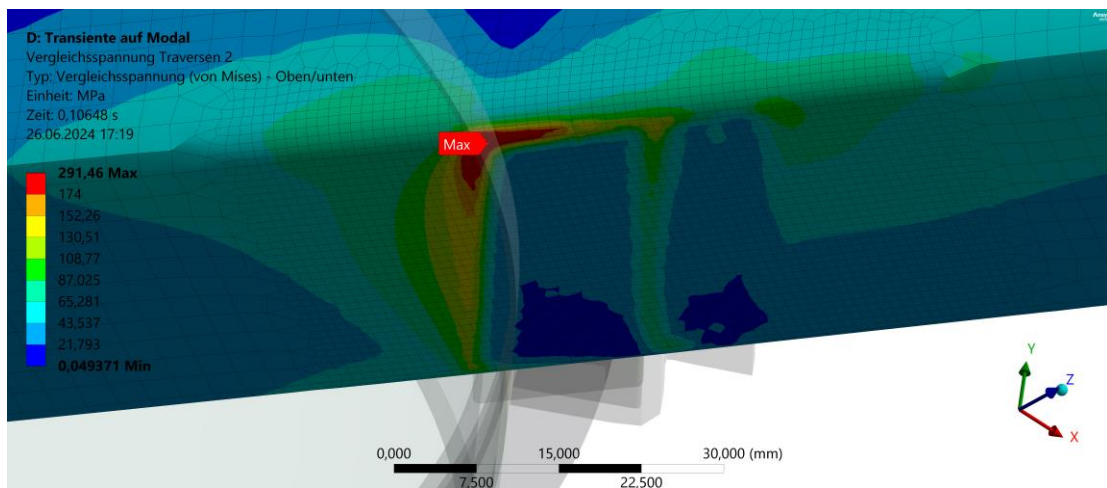 D: Transiente auf Modal
Vergleichsspannung Traversen 2
Typ: Vergleichsspannung (von Mises) - Oben/unten
Einheit: MPa
Zeit: 0,10648 s
26.06.2024 17:19
291,46 Max
174
152,26
130,51
108,77
87,025
65,281
43,537
21,793
0,049371 Min
Max
Y
Z
X
0,000 15,000 30,000 (mm)
7,500 22,500